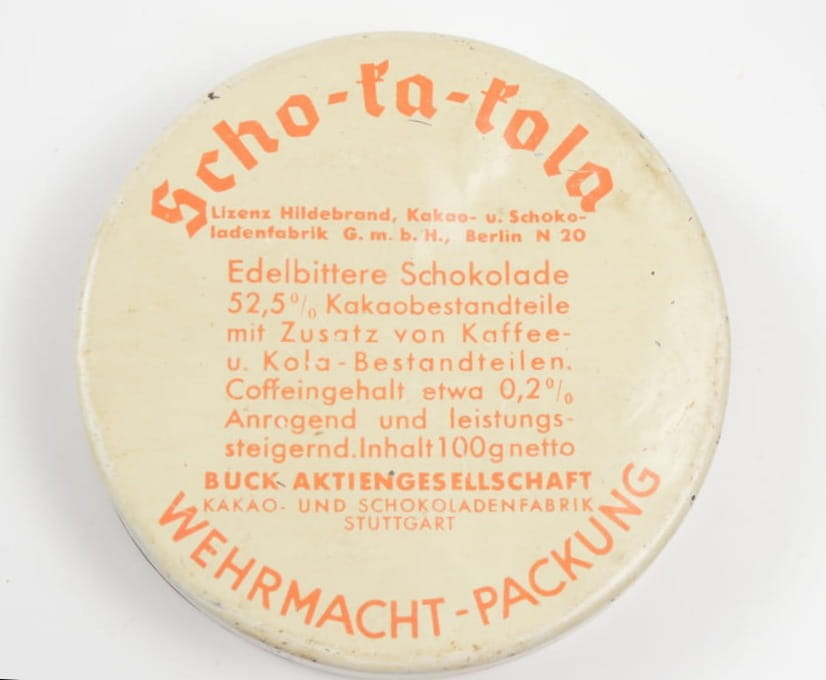 Scho-ka-kola
Lizenz Hildebrand, Kakao- u. Schoko-
ladenfabrik G. m. b. H., Berlin N 20
Edelbittere Schokolade
52,5% Kakaobestandteile
mit Zusatz von Kaffee-
u. Kola-Bestandteilen.
Coffeingehalt etwa 0,2%
Anregend und leistungs-
steigernd. Inhalt 100g netto
BUCK AKTIENGESELLSCHAFT
KAKAO- UND SCHOKOLADENFABRIK
STUTTGART
WEHRMACHT-PACKUNG